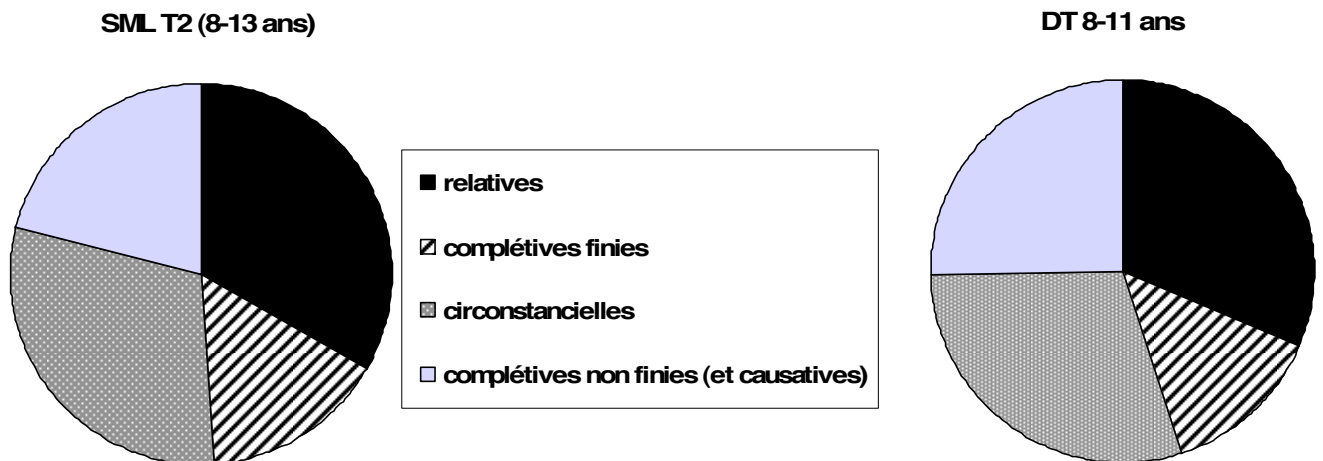 SML T2 (8-13 ans)
DT 8-11 ans
relatives
complétives finies
circonstancielles
complétives non finies (et causatives)